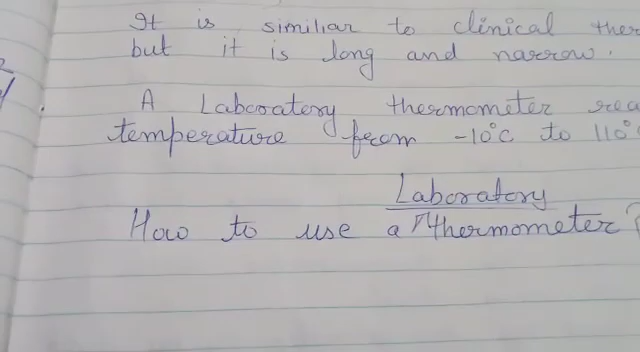 It is similiar to clinical ther
but it is long and narrow.
A Laboratory thermometer rea
temperature from -10°C to 110°
Laboratory
How to use a thermometer?